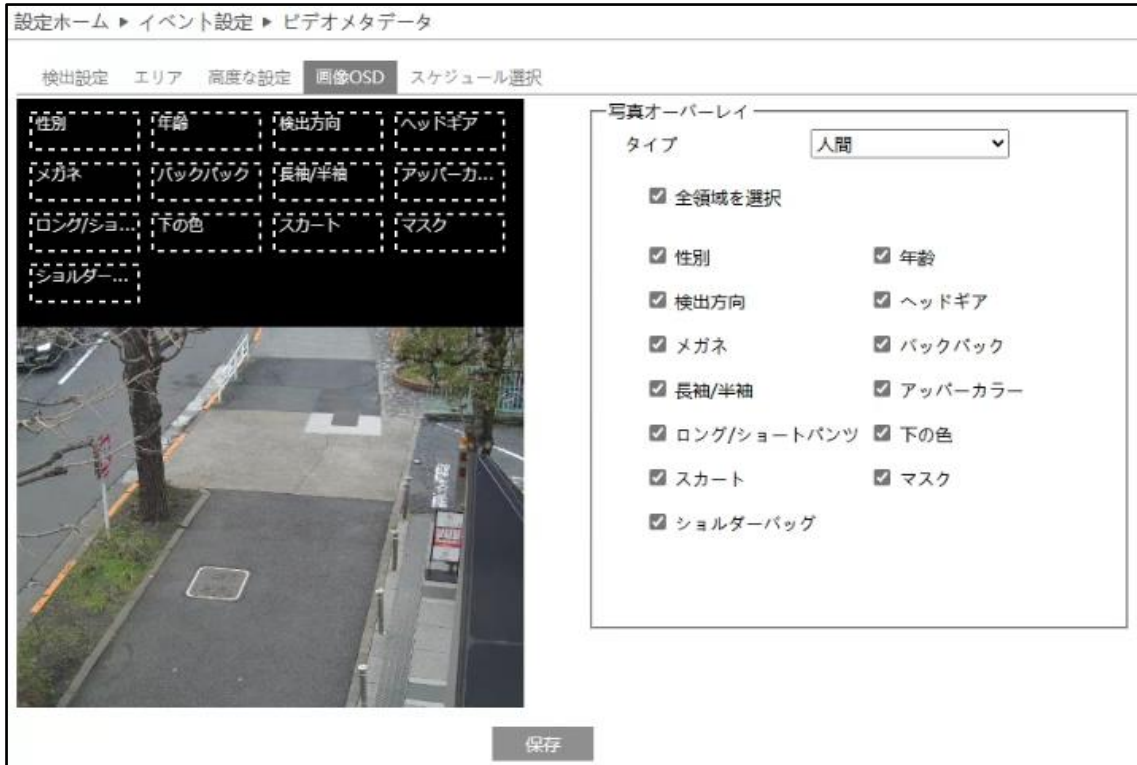 設定ホーム ▶ イベント設定 ▶ ビデオメタデータ
検出設定 エリア 高度な設定 画像OSD スケジュール選択
性別 年齢 検出方向 ヘッドギア
メガネ バックパック 長袖/半袖 アッパーカ...
ロング/ショ... 下の色 スカート マスク
ショルダー...
写真オーバーレイ
タイプ 人間
全領域を選択
性別 年齢
検出方向 ヘッドギア
メガネ バックパック
長袖/半袖 アッパーカラー
ロング/ショートパンツ 下の色
スカート マスク
ショルダーバッグ
保存